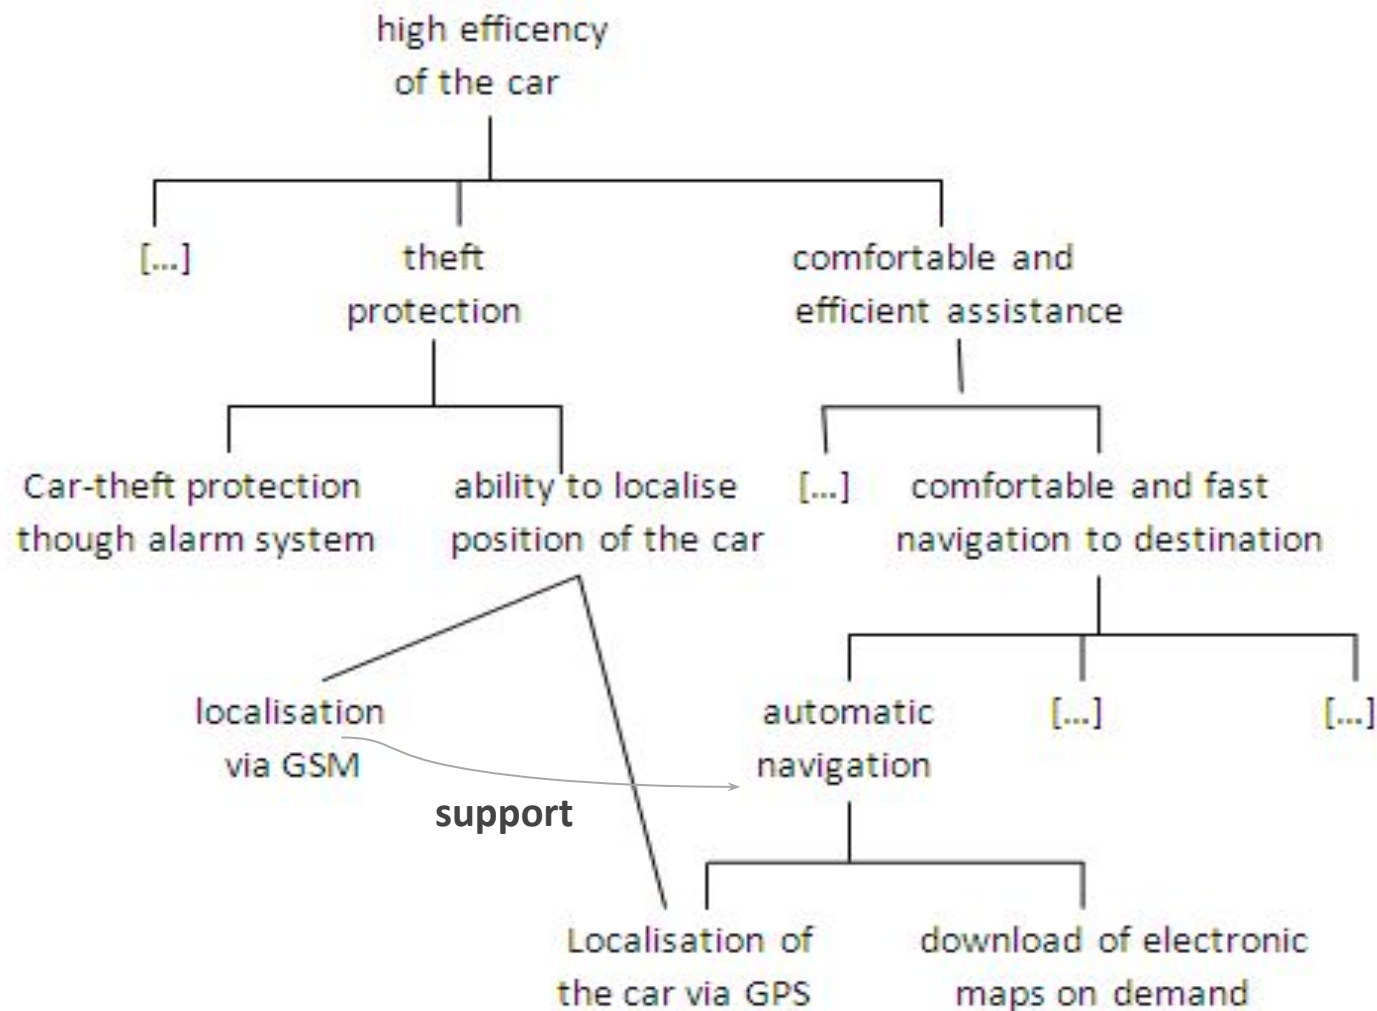 high efficency
of the car
[...]
theft
protection
comfortable and
efficient assistance
Car-theft protection
though alarm system
ability to localise
position of the car
[...]
comfortable and fast
navigation to destination
localisation
via GSM
automatic
navigation
[...]
[...]
support
Localisation of
the car via GPS
download of electronic
maps on demand